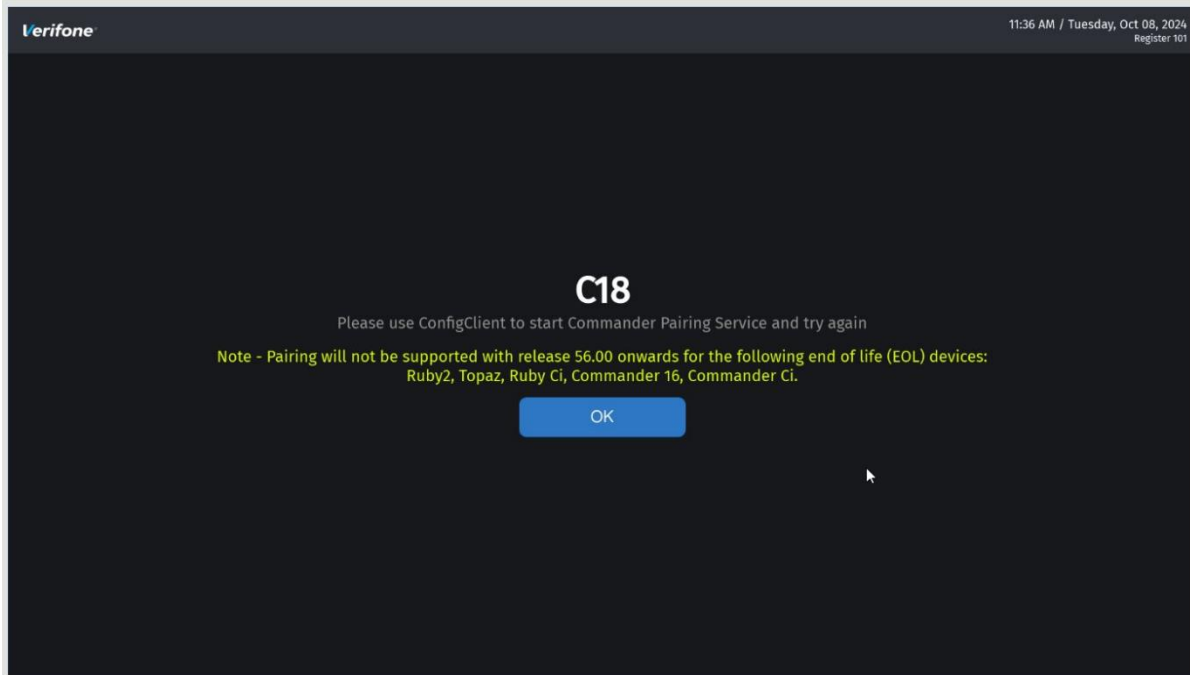 Verifone
11:36 AM / Tuesday, Oct 08, 2024
Register 101
C18
Please use ConfigClient to start Commander Pairing Service and try again
Note - Pairing will not be supported with release 56.00 onwards for the following end of life (EOL) devices:
Ruby2, Topaz, Ruby Ci, Commander 16, Commander Ci.
OK